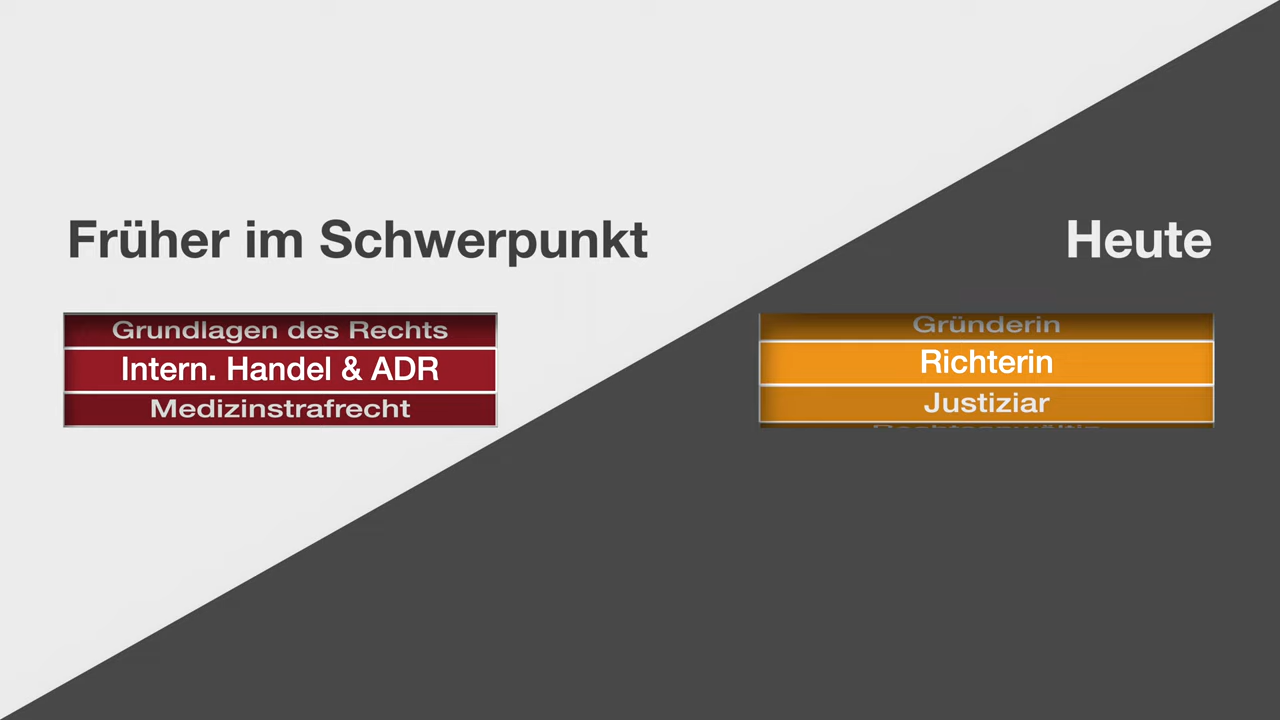 Früher im Schwerpunkt
Heute
Grundlagen des Rechts
Intern. Handel & ADR
Medizinstrafrecht
Gründerin
Richterin
Justiziar